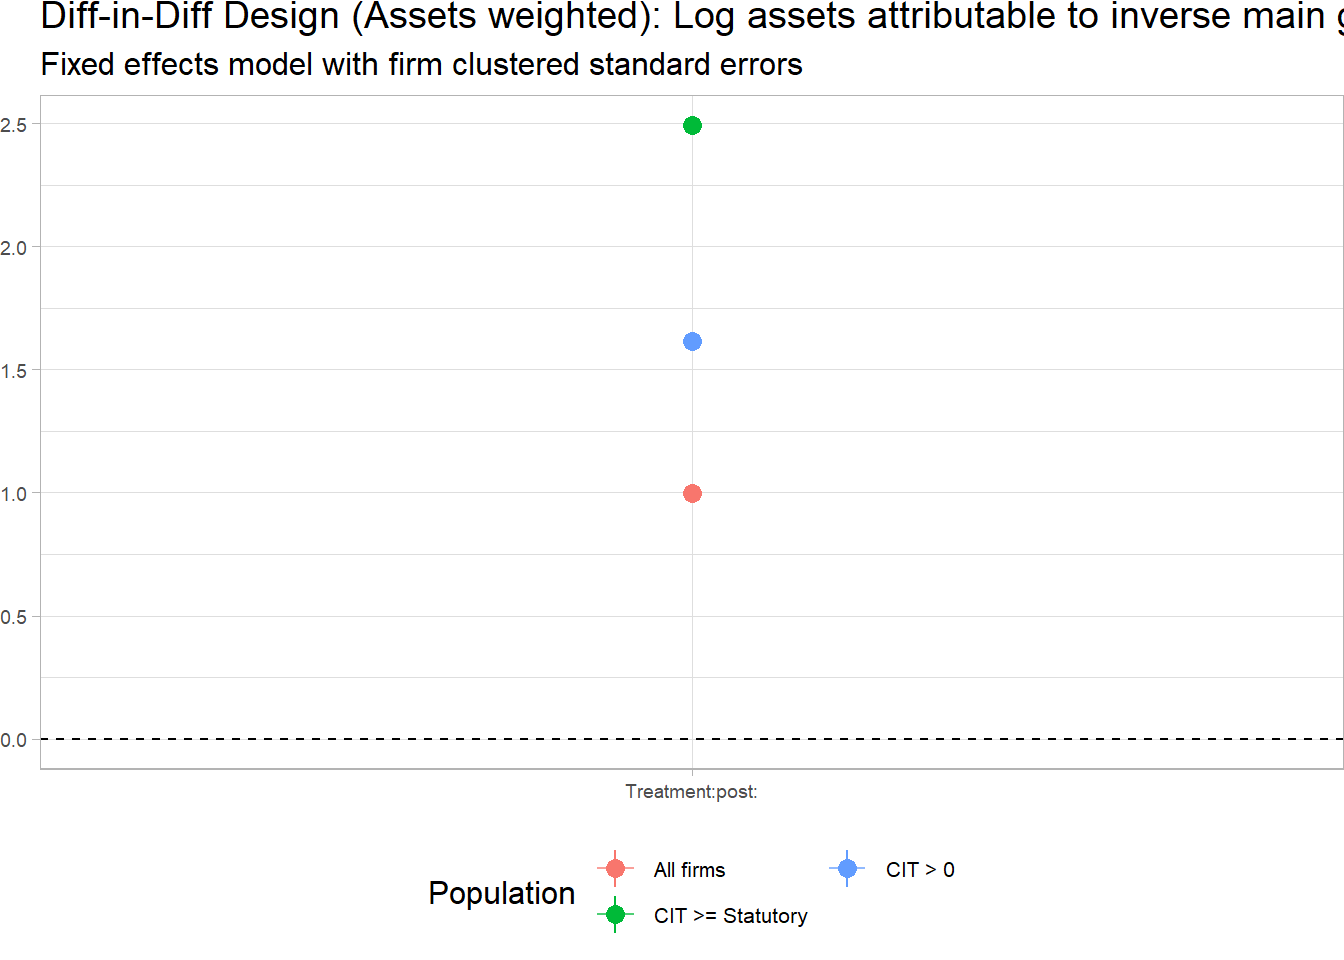 Diff-in-Diff Design (Assets weighted): Log assets attributable to inverse main
Fixed effects model with firm clustered standard errors
2.5
2.0
1.5
1.0
0.5
0.0
Treatment:post:
Population
All firms
CIT > 0
CIT >= Statutory